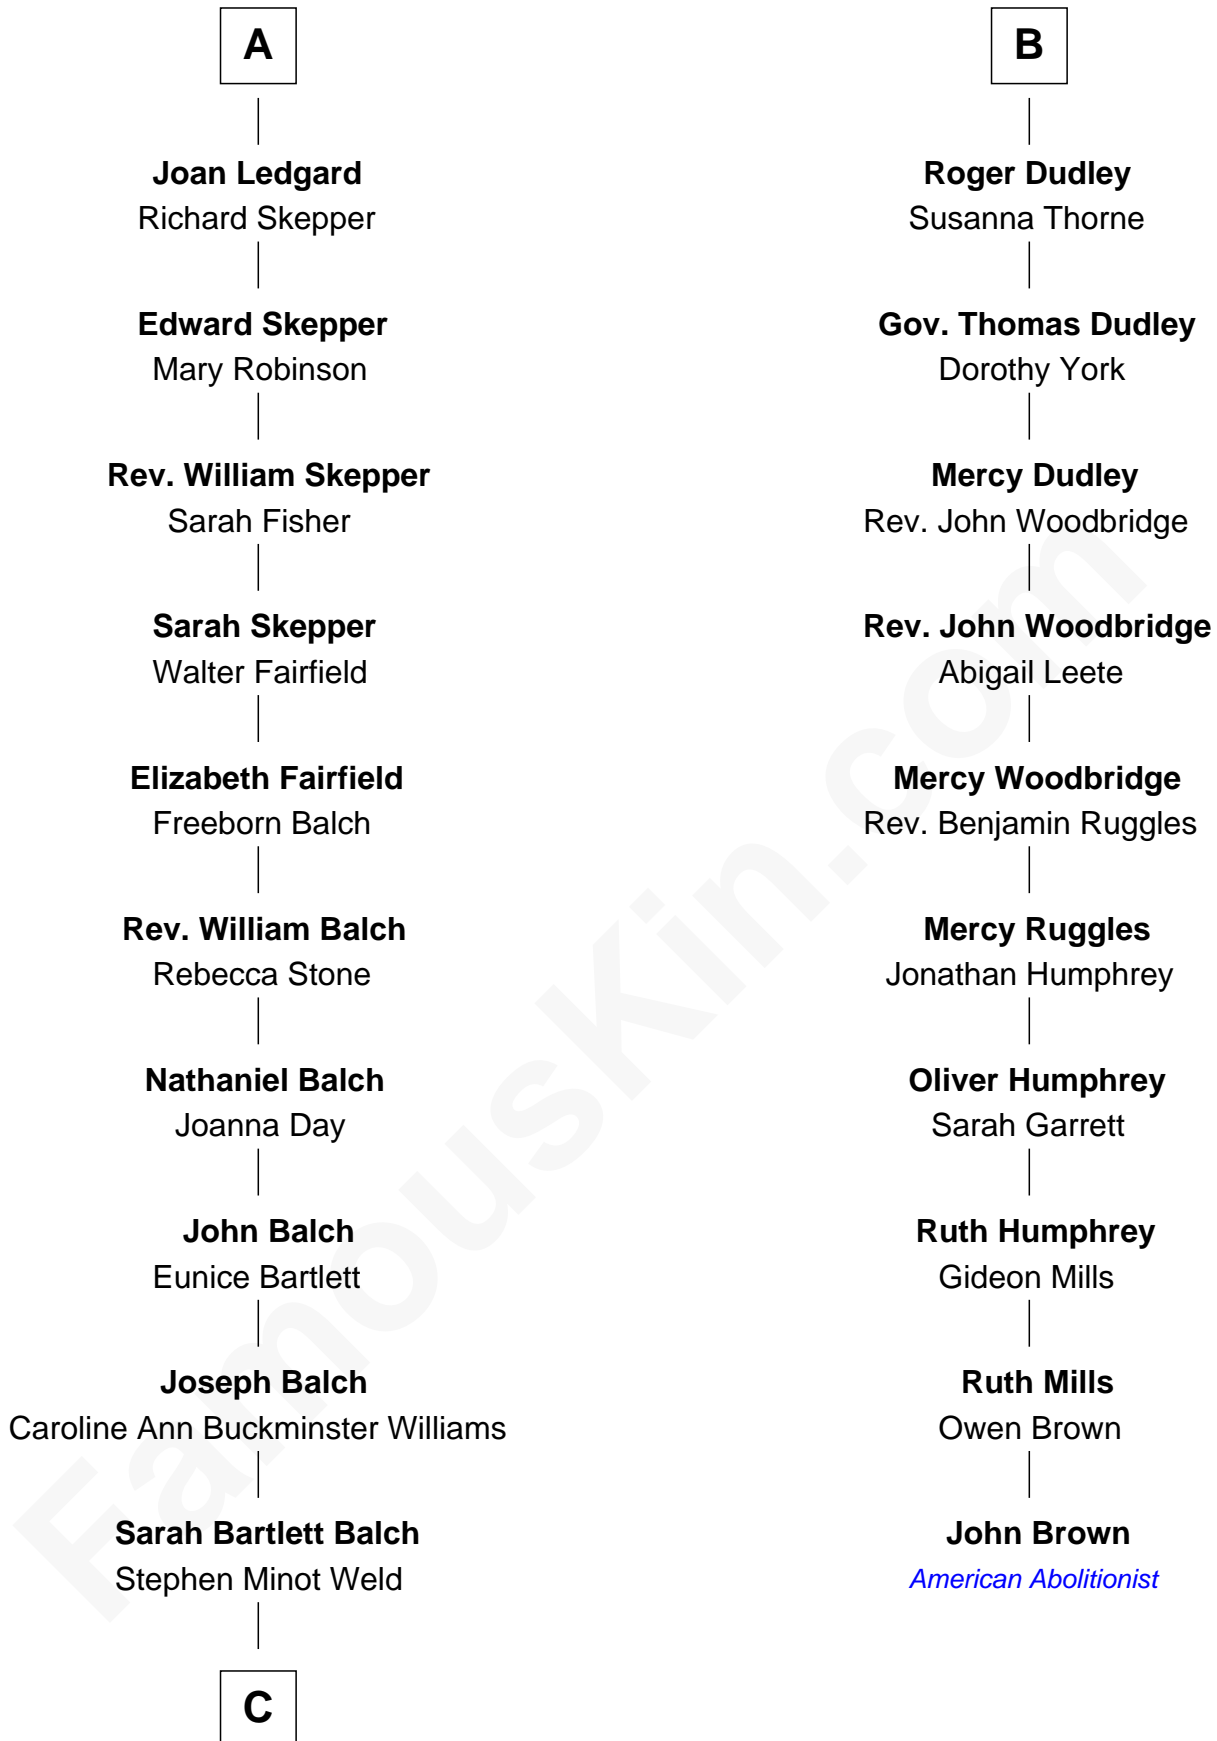 A
Joan Ledgard
Richard Skepper
Edward Skepper
Mary Robinson
Rev. William Skepper
Sarah Fisher
Sarah Skepper
Walter Fairfield
Elizabeth Fairfield
Freeborn Balch
Rev. William Balch
Rebecca Stone
Nathaniel Balch
Joanna Day
John Balch
Eunice Bartlett
Joseph Balch
Caroline Ann Buckminster Williams
Sarah Bartlett Balch
Stephen Minot Weld
C
B
Roger Dudley
Susanna Thorne
Gov. Thomas Dudley
Dorothy York
Mercy Dudley
Rev. John Woodbridge
Rev. John Woodbridge
Abigail Leete
Mercy Woodbridge
Rev. Benjamin Ruggles
Mercy Ruggles
Jonathan Humphrey
Oliver Humphrey
Sarah Garrett
Ruth Humphrey
Gideon Mills
Ruth Mills
Owen Brown
John Brown
American Abolitionist
FamousKin.com